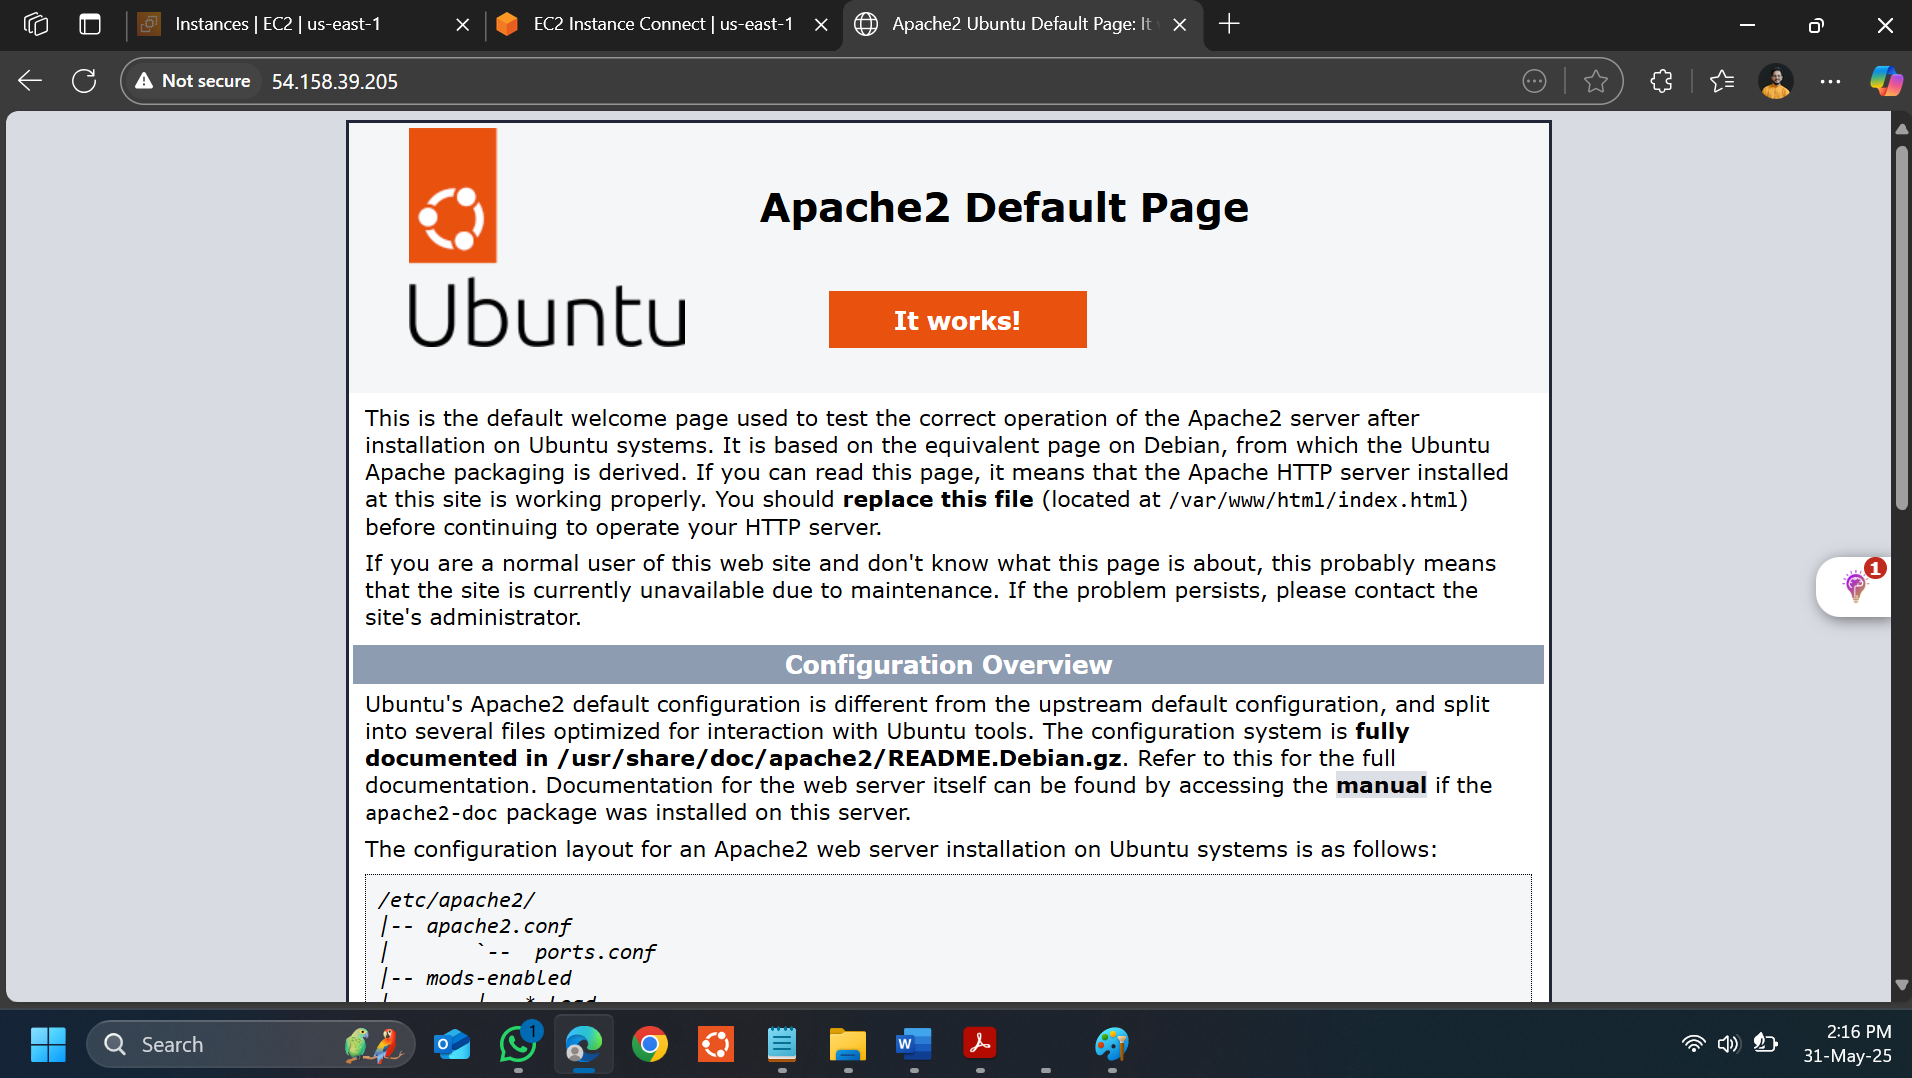 Instances | EC2 | us-east-1
EC2 Instance Connect | us-east-1
Apache2 Ubuntu Default Page: It
Not secure
54.158.39.205
Ubuntu
Apache2 Default Page
It works!
This is the default welcome page used to test the correct operation of the Apache2 server after
installation on Ubuntu systems. It is based on the equivalent page on Debian, from which the Ubuntu
Apache packaging is derived. If you can read this page, it means that the Apache HTTP server installed
at this site is working properly. You should replace this file (located at /var/www/html/index.html)
before continuing to operate your HTTP server.
If you are a normal user of this web site and don't know what this page is about, this probably means
that the site is currently unavailable due to maintenance. If the problem persists, please contact the
site's administrator.
1
Configuration Overview
Ubuntu's Apache2 default configuration is different from the upstream default configuration, and split
into several files optimized for interaction with Ubuntu tools. The configuration system is fully
documented in /usr/share/doc/apache2/README.Debian.gz. Refer to this for the full
documentation. Documentation for the web server itself can be found by accessing the manual if the
apache2-doc package was installed on this server.
The configuration layout for an Apache2 web server installation on Ubuntu systems is as follows:
/etc/apache2/
|-- apache2.conf
|       `--  ports.conf
|-- mods-enabled
Search
1
2:16 PM
31-May-25